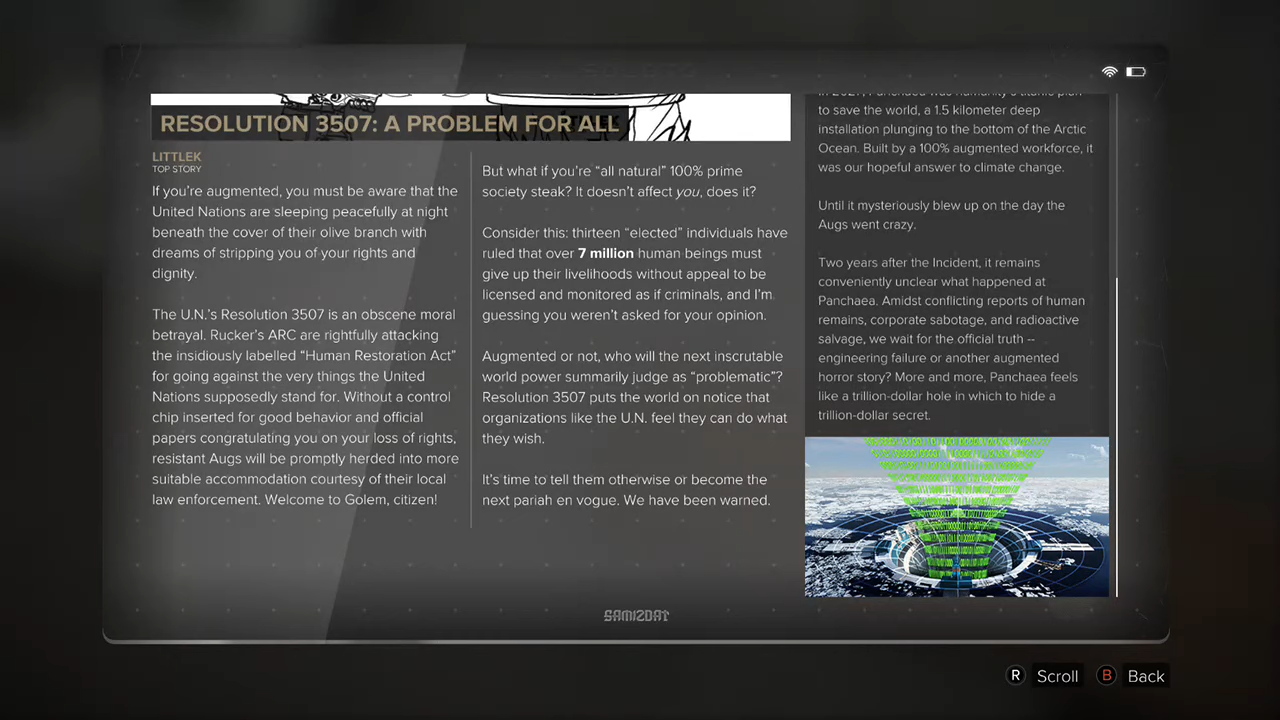 RESOLUTION 3507: A PROBLEM FOR ALL
LITTLEK
TOP STORY
If you're augmented, you must be aware that the
United Nations are sleeping peacefully at night
beneath the cover of their olive branch with
dreams of stripping you of your rights and
dignity.
The U.N.'s Resolution 3507 is an obscene moral
betrayal. Rucker's ARC are rightfully attacking
the insidiously labelled "Human Restoration Act"
for going against the very things the United
Nations supposedly stand for. Without a control
chip inserted for good behavior and official
papers congratulating you on your loss of rights,
resistant Augs will be promptly herded into more
suitable accommodation courtesy of their local
law enforcement. Welcome to Golem, citizen!
But what if you're "all natural" 100% prime
society steak? It doesn't affect you, does it?
Consider this: thirteen "elected" individuals have
ruled that over 7 million human beings must
give up their livelihoods without appeal to be
licensed and monitored as if criminals, and I'm
guessing you weren't asked for your opinion.
Augmented or not, who will the next inscrutable
world power summarily judge as "problematic"?
Resolution 3507 puts the world on notice that
organizations like the U.N. feel they can do what
they wish.
It's time to tell them otherwise or become the
next pariah en vogue. We have been warned.
to save the world, a 1.5 kilometer deep
installation plunging to the bottom of the Arctic
Ocean. Built by a 100% augmented workforce, it
was our hopeful answer to climate change.
Until it mysteriously blew up on the day the
Augs went crazy.
Two years after the Incident, it remains
conveniently unclear what happened at
Panchaea. Amidst conflicting reports of human
remains, corporate sabotage, and radioactive
salvage, we wait for the official truth --
engineering failure or another augmented
horror story? More and more, Panchaea feels
like a trillion-dollar hole in which to hide a
trillion-dollar secret.
SAMIZDAT
R Scroll B Back